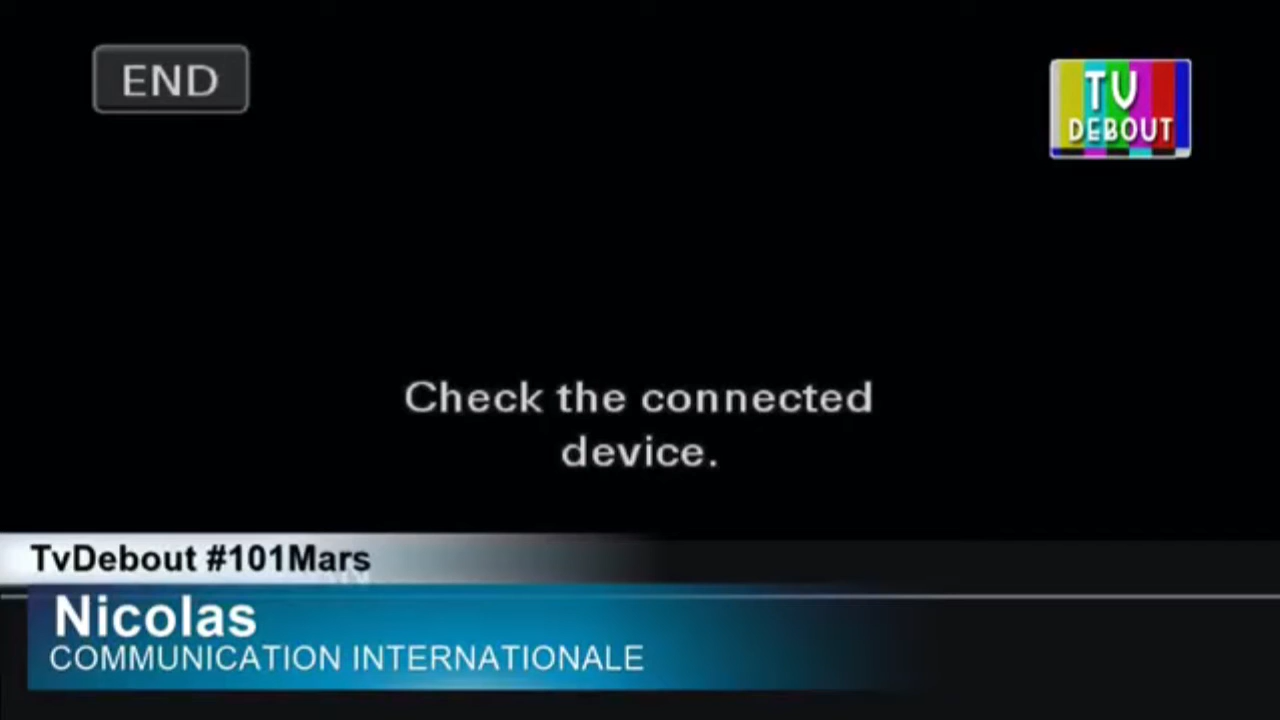 END
TV
DEBOUT
Check the connected
device.
TvDebout #101Mars
Nicolas
COMMUNICATION INTERNATIONALE